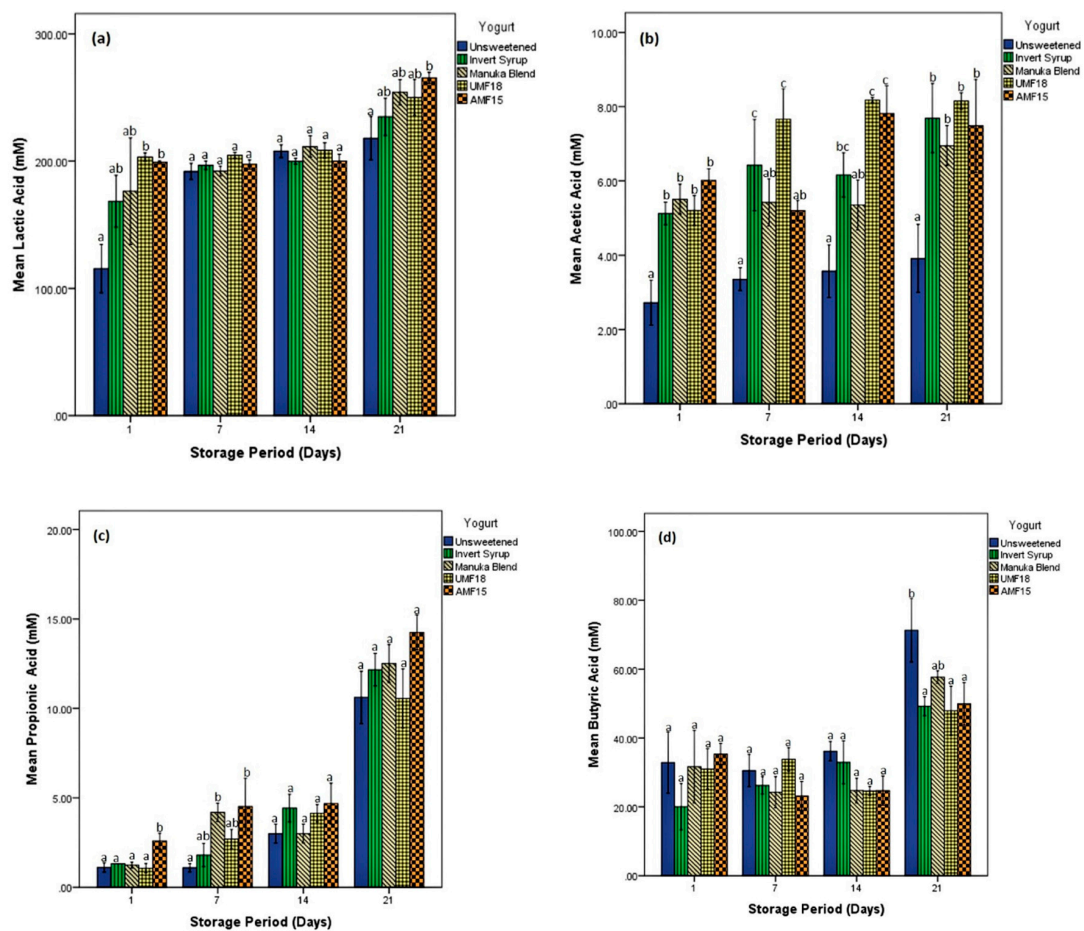 (a)
Yogurt
Unsweetened
Invert Syrup
Manuka Blend
UMF18
AMF15
Mean Lactic Acid (mM)
300.00
200.00
100.00
.00
a ab ab b b
a a a a a
a a a a a
a ab ab ab b
1 7 14 21
Storage Period (Days)
(b)
Yogurt
Unsweetened
Invert Syrup
Manuka Blend
UMF18
AMF15
Mean Acetic Acid (mM)
10.00
8.00
6.00
4.00
2.00
.00
a b b b b
a c ab c ab
a bc ab c c
a b b b b
1 7 14 21
Storage Period (Days)
(c)
Yogurt
Unsweetened
Invert Syrup
Manuka Blend
UMF18
AMF15
Mean Propionic Acid (mM)
20.00
15.00
10.00
5.00
.00
a a a a b
a ab b ab b
a a a a a
a a a a a
1 7 14 21
Storage Period (Days)
(d)
Yogurt
Unsweetened
Invert Syrup
Manuka Blend
UMF18
AMF15
Mean Butyric Acid (mM)
100.00
80.00
60.00
40.00
20.00
.00
a a a a a
a a a a a
a a a a a
b a ab a a
1 7 14 21
Storage Period (Days)